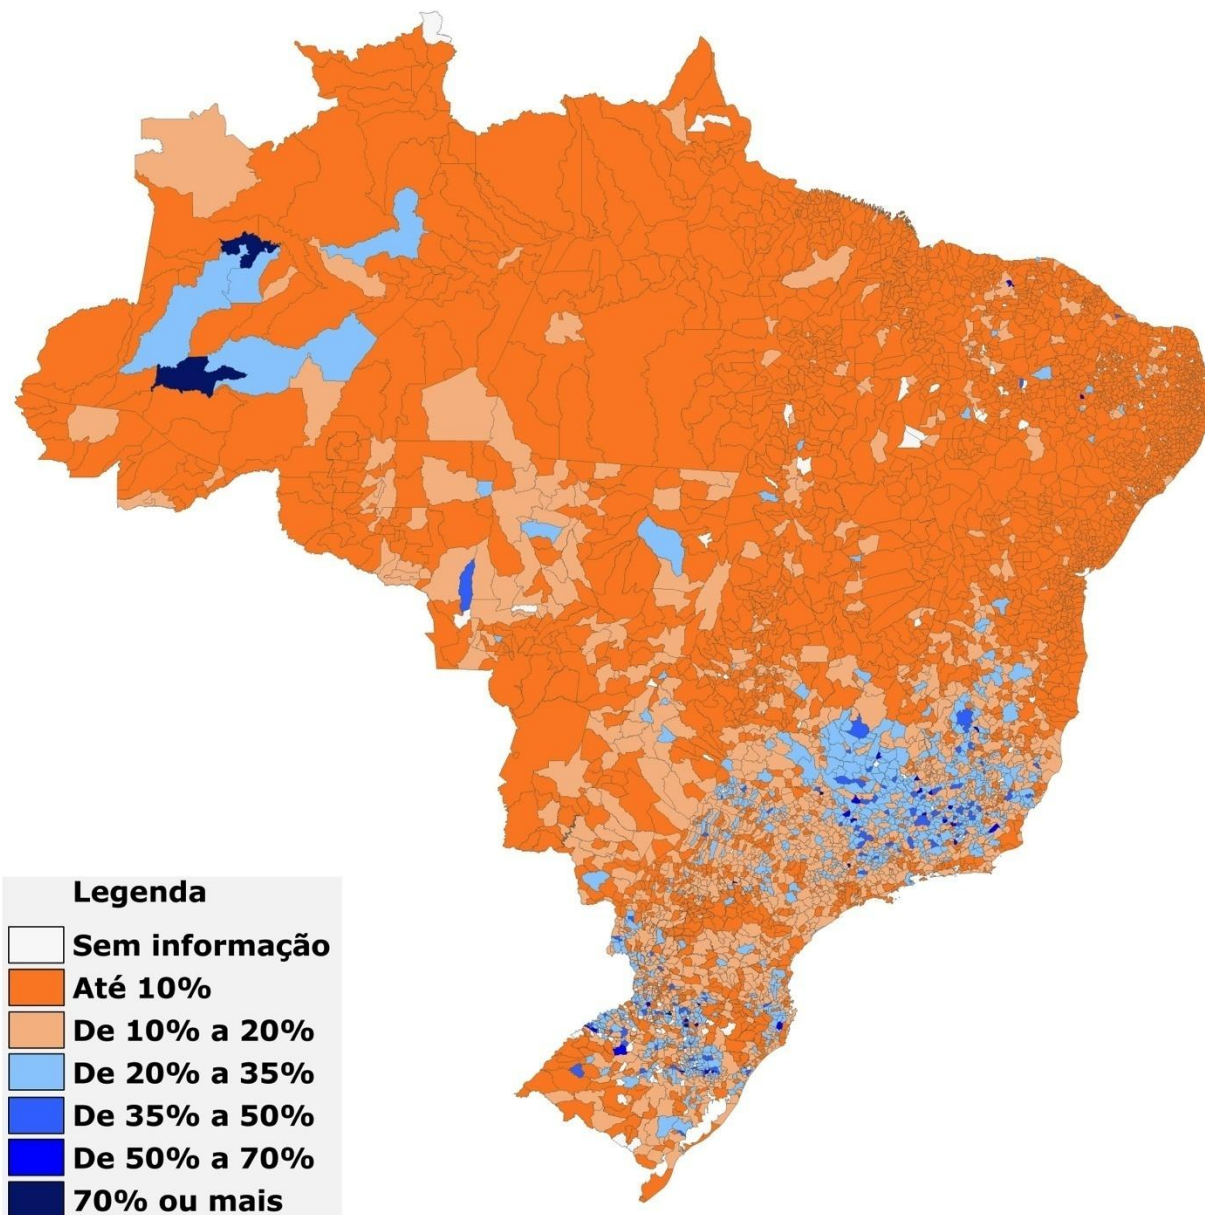 Legenda
Sem informação
Até 10%
De 10% a 20%
De 20% a 35%
De 35% a 50%
De 50% a 70%
70% ou mais